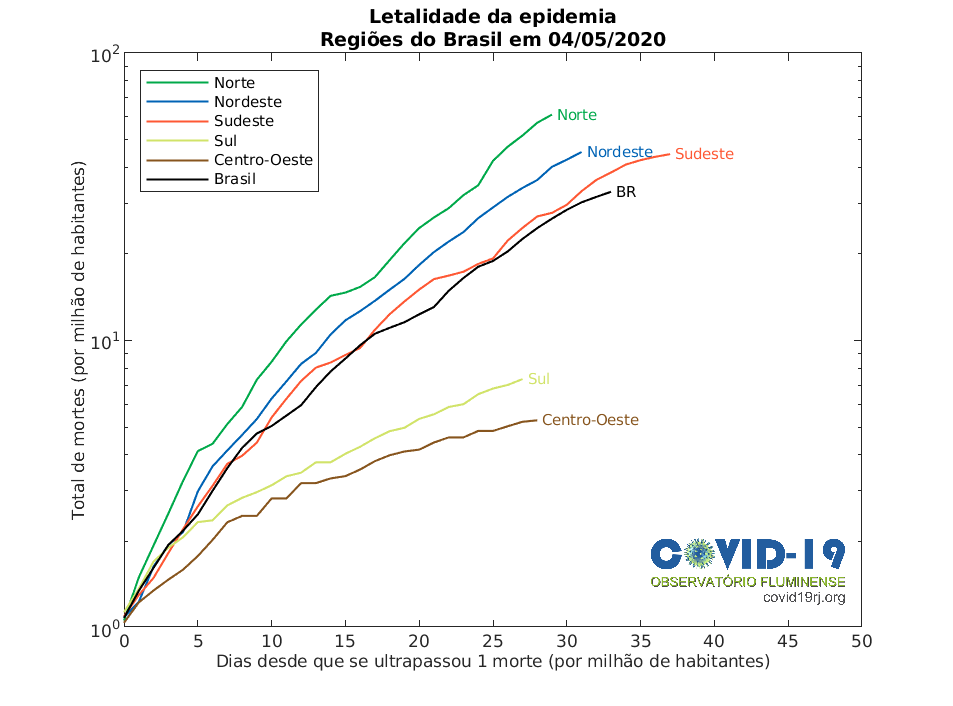 Letalidade da epidemia
Regiões do Brasil em 04/05/2020
10²
10¹
10⁰
Total de mortes (por milhão de habitantes)
Norte
Nordeste
Sudeste
Sul
Centro-Oeste
Brasil
Norte
Nordeste
Sudeste
BR
Sul
Centro-Oeste
COVID-19
OBSERVATÓRIO FLUMINENSE
covid19rj.org
0 5 10 15 20 25 30 35 40 45 50
Dias desde que se ultrapassou 1 morte (por milhão de habitantes)